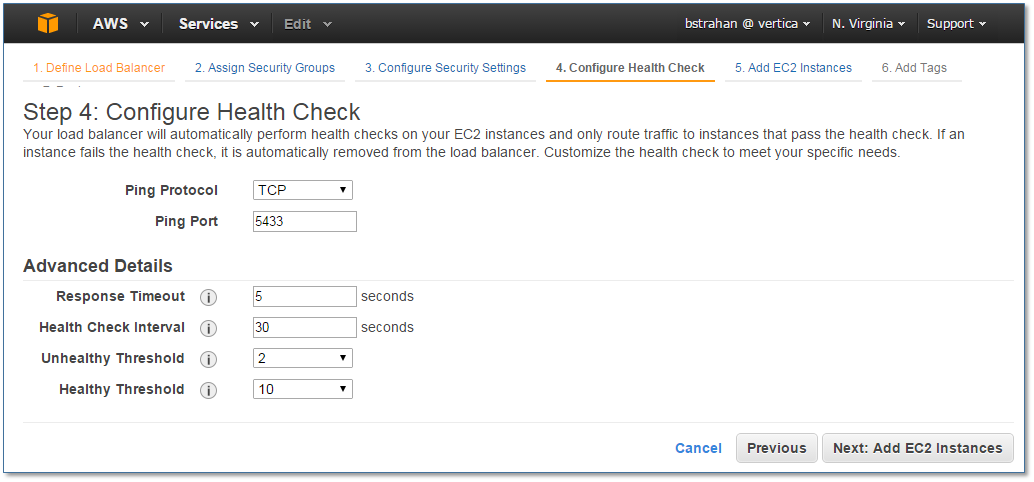 AWS Services Edit bstrahan @ vertica N. Virginia Support
1. Define Load Balancer 2. Assign Security Groups 3. Configure Security Settings 4. Configure Health Check 5. Add EC2 Instances 6. Add Tags
Step 4: Configure Health Check
Your load balancer will automatically perform health checks on your EC2 instances and only route traffic to instances that pass the health check. If an
instance fails the health check, it is automatically removed from the load balancer. Customize the health check to meet your specific needs.
Ping Protocol TCP
Ping Port 5433
Advanced Details
Response Timeout i 5 seconds
Health Check Interval i 30 seconds
Unhealthy Threshold i 2
Healthy Threshold i 10
Cancel Previous Next: Add EC2 Instances